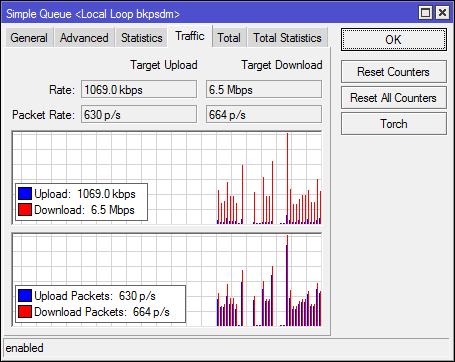 Simple Queue <Local Loop bkpsdm>
General Advanced Statistics Traffic Total Total Statistics
Target Upload Target Download
Rate: 1069.0 kbps 6.5 Mbps
Packet Rate: 630 p/s 664 p/s
Upload: 1069.0 kbps
Download: 6.5 Mbps
Upload Packets: 630 p/s
Download Packets: 664 p/s
OK
Reset Counters
Reset All Counters
Torch
enabled